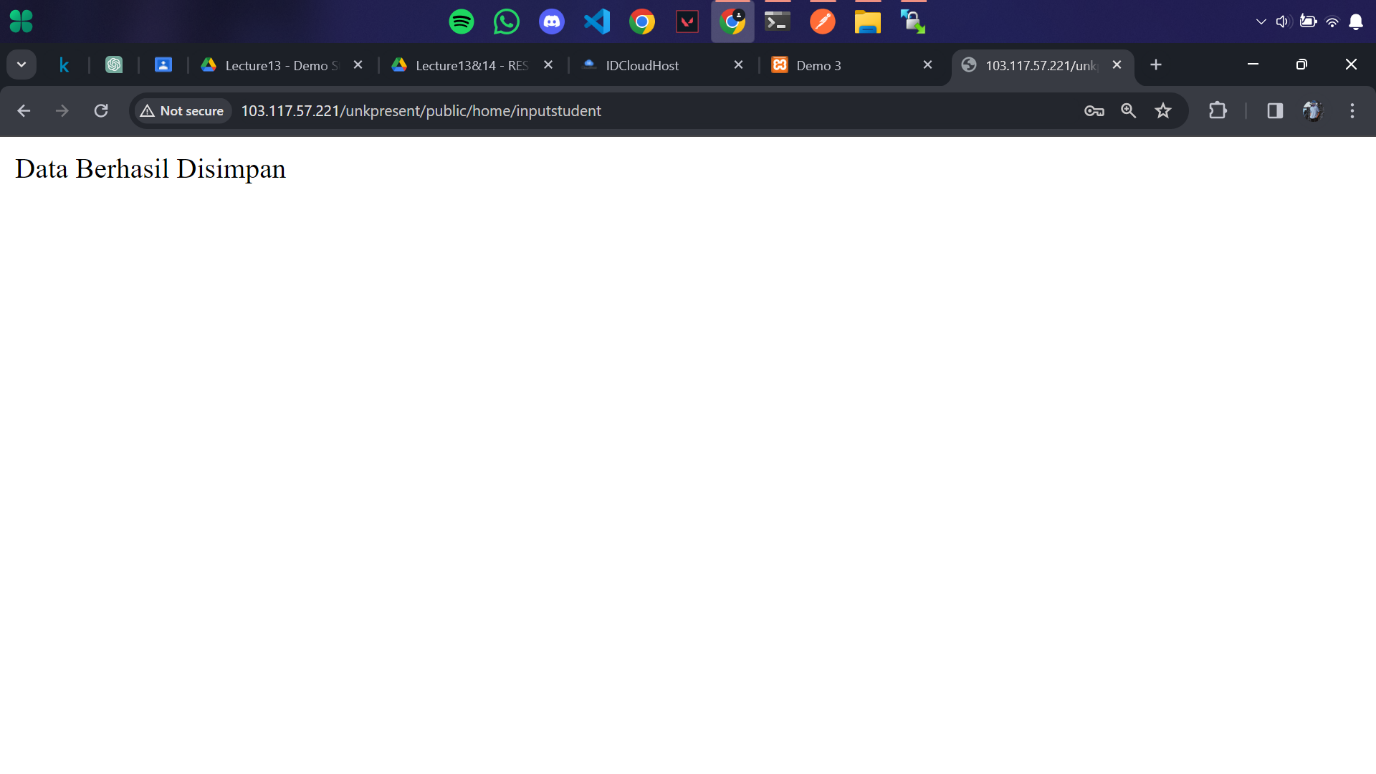 k
Lecture13 - Demo S
Lecture13&14 - RES
IDCloudHost
Demo 3
103.117.57.221/unkp
Not secure
103.117.57.221/unkpresent/public/home/inputstudent
Data Berhasil Disimpan